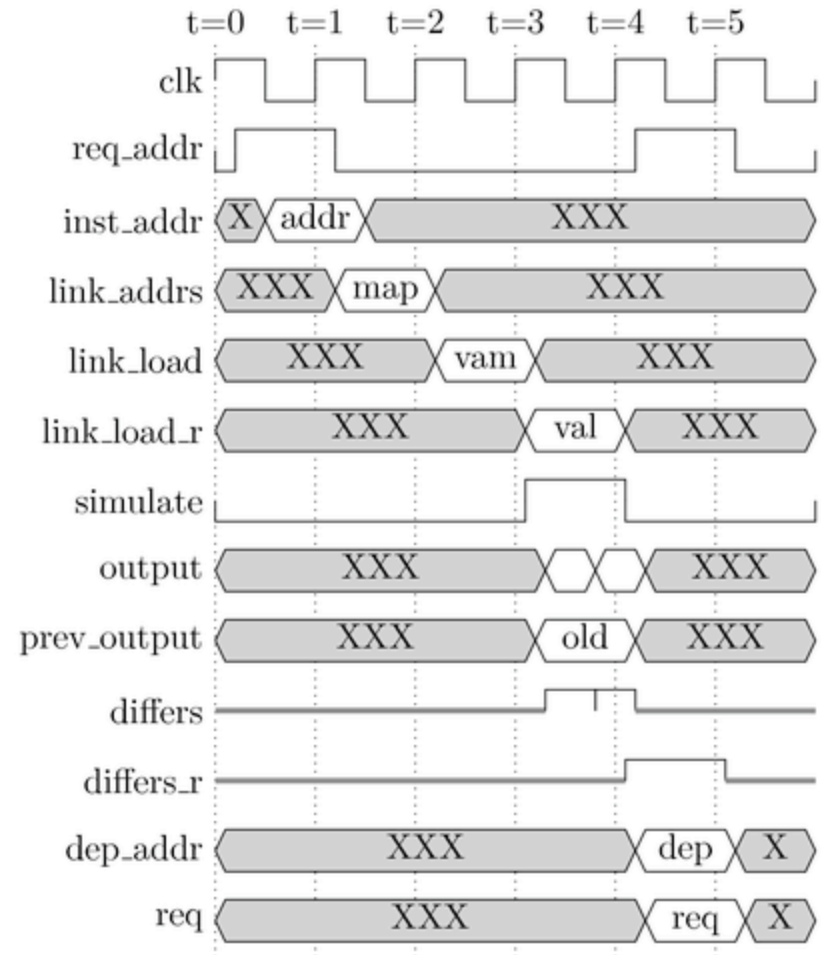 t=0 t=1 t=2 t=3 t=4 t=5
clk
req_addr
inst_addr X addr XXX
link_addrs XXX map XXX
link_load XXX vam XXX
link_load_r XXX val XXX
simulate
output XXX XXX
prev_output XXX old XXX
differs
differs_r
dep_addr XXX dep X
req XXX req X